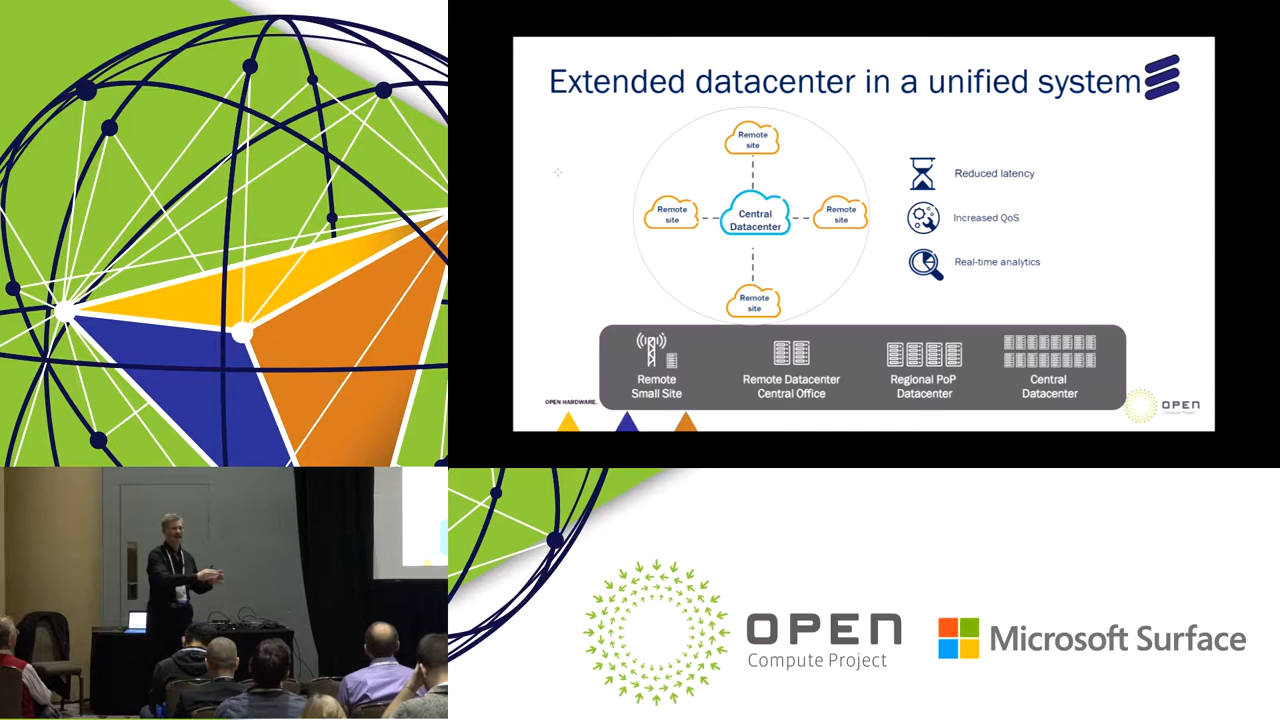 Extended datacenter in a unified system
Remote
site
Remote
site
Central
Datacenter
Remote
site
Remote
site
Reduced latency
Increased QoS
Real-time analytics
Remote
Small Site
Remote Datacenter
Central Office
Regional PoP
Datacenter
Central
Datacenter
OPEN HARDWARE.
OPEN
Compute Project
OPEN
Compute Project
Microsoft Surface